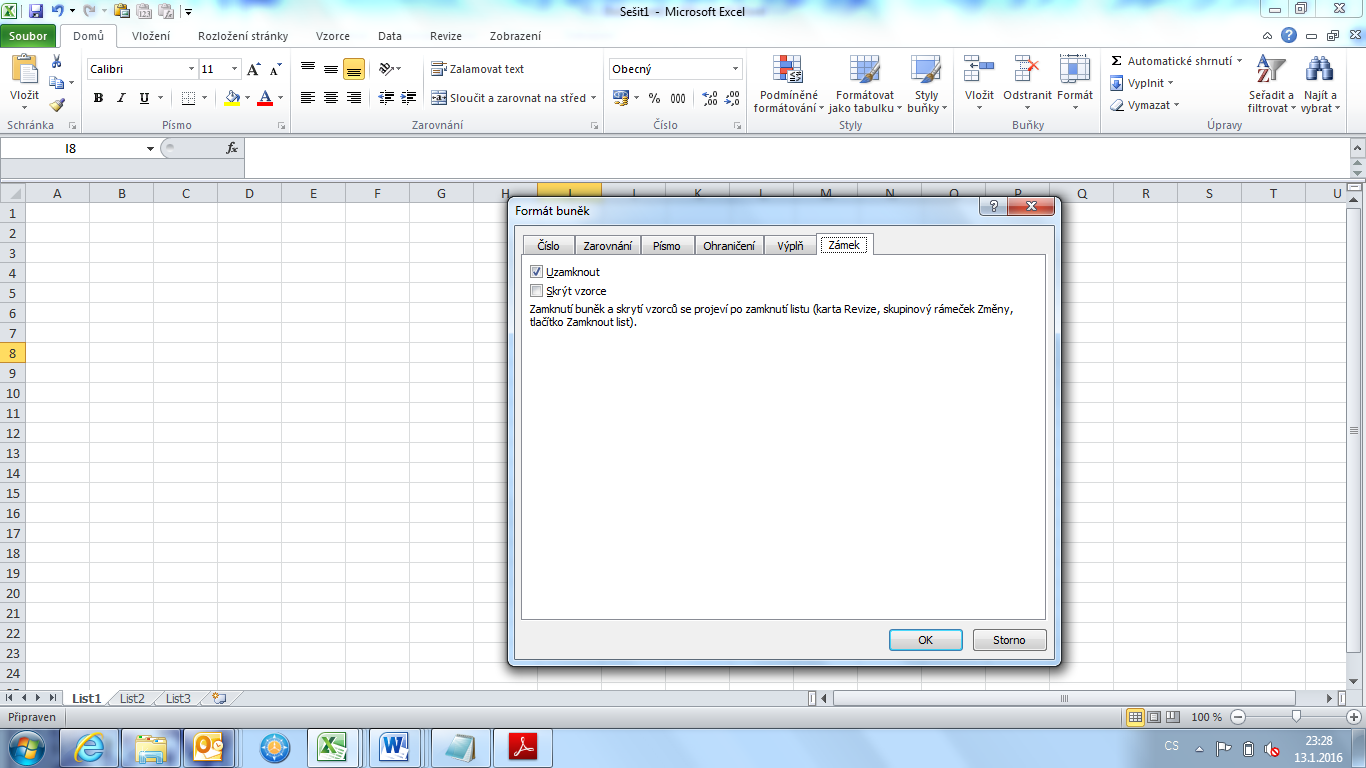 Sešit1 - Microsoft Excel
Soubor Domů Vložení Rozložení stránky Vzorce Data Revize Zobrazení
Calibri 11 Zalamovat text Obecný Automatické shrnutí
Vyplnit
B I U Sloučit a zarovnat na střed % 000 Vymazat
Vložit Podmíněné formátování Formátovat jako tabulku Styly buňky Vložit Odstranit Formát Seřadit a filtrovat Najít a vybrat
Schránka Písmo Zarovnání Číslo Styly Buňky Úpravy
I8 fx
A B C D E F G H I J K L M N O P Q R S T U
1
2
3
4
5
6
7
8
9
10
11
12
13
14
15
16
17
18
19
20
21
22
23
24
Formát buněk
Číslo Zarovnání Písmo Ohraničení Výplň Zámek
Uzamknout
Skrýt vzorce
Zamknutí buněk a skrytí vzorců se projeví po zamknutí listu (karta Revize, skupinový rámeček Změny,
tlačítko Zamknout list).
OK Storno
List1 List2 List3
Připraven 100 %
CS 23:28
13.1.2016